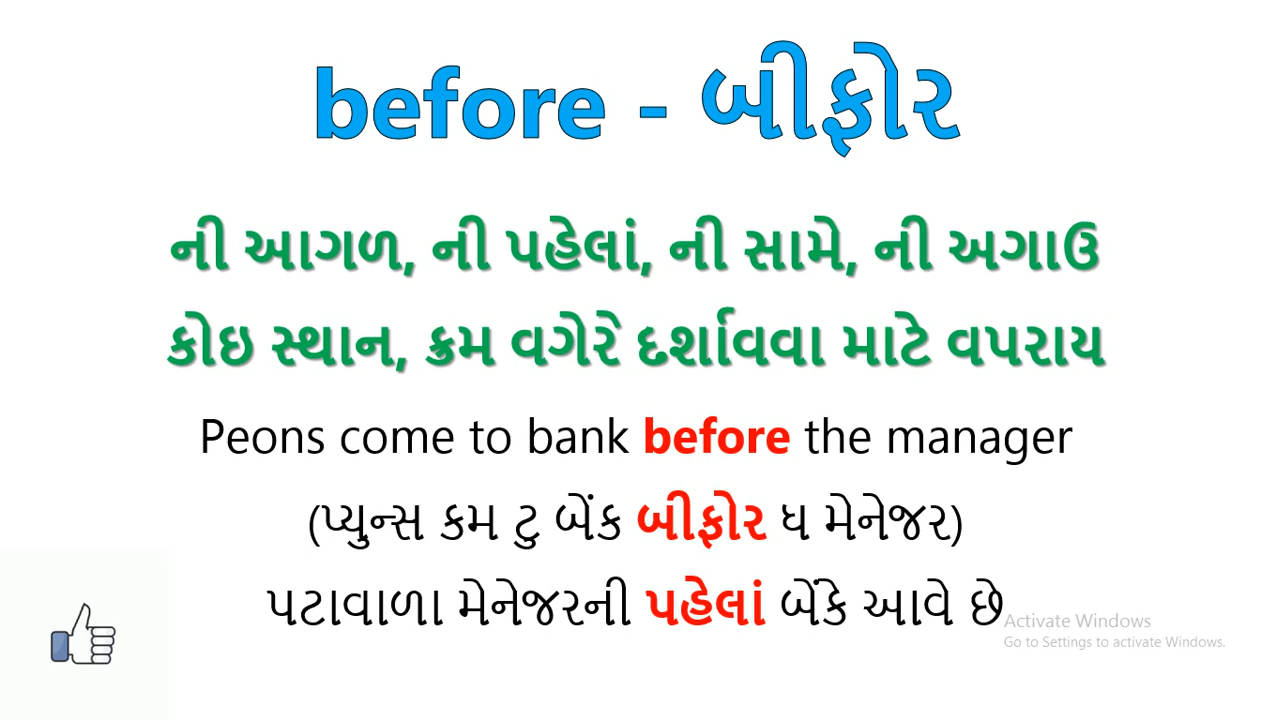 before - બીફોર
ની આગળ, ની પહેલાં, ની સામે, ની અગાઉ
કોઇ સ્થાન, ક્રમ વગેરે દર્શાવવા માટે વપરાય
Peons come to bank before the manager
(પ્યુન્સ કમ ટુ બેંક બીફોર ધ મેનેજર)
પટાવાળા મેનેજરની પહેલાં બેંકે આવે છે
Activate Windows
Go to Settings to activate Windows.